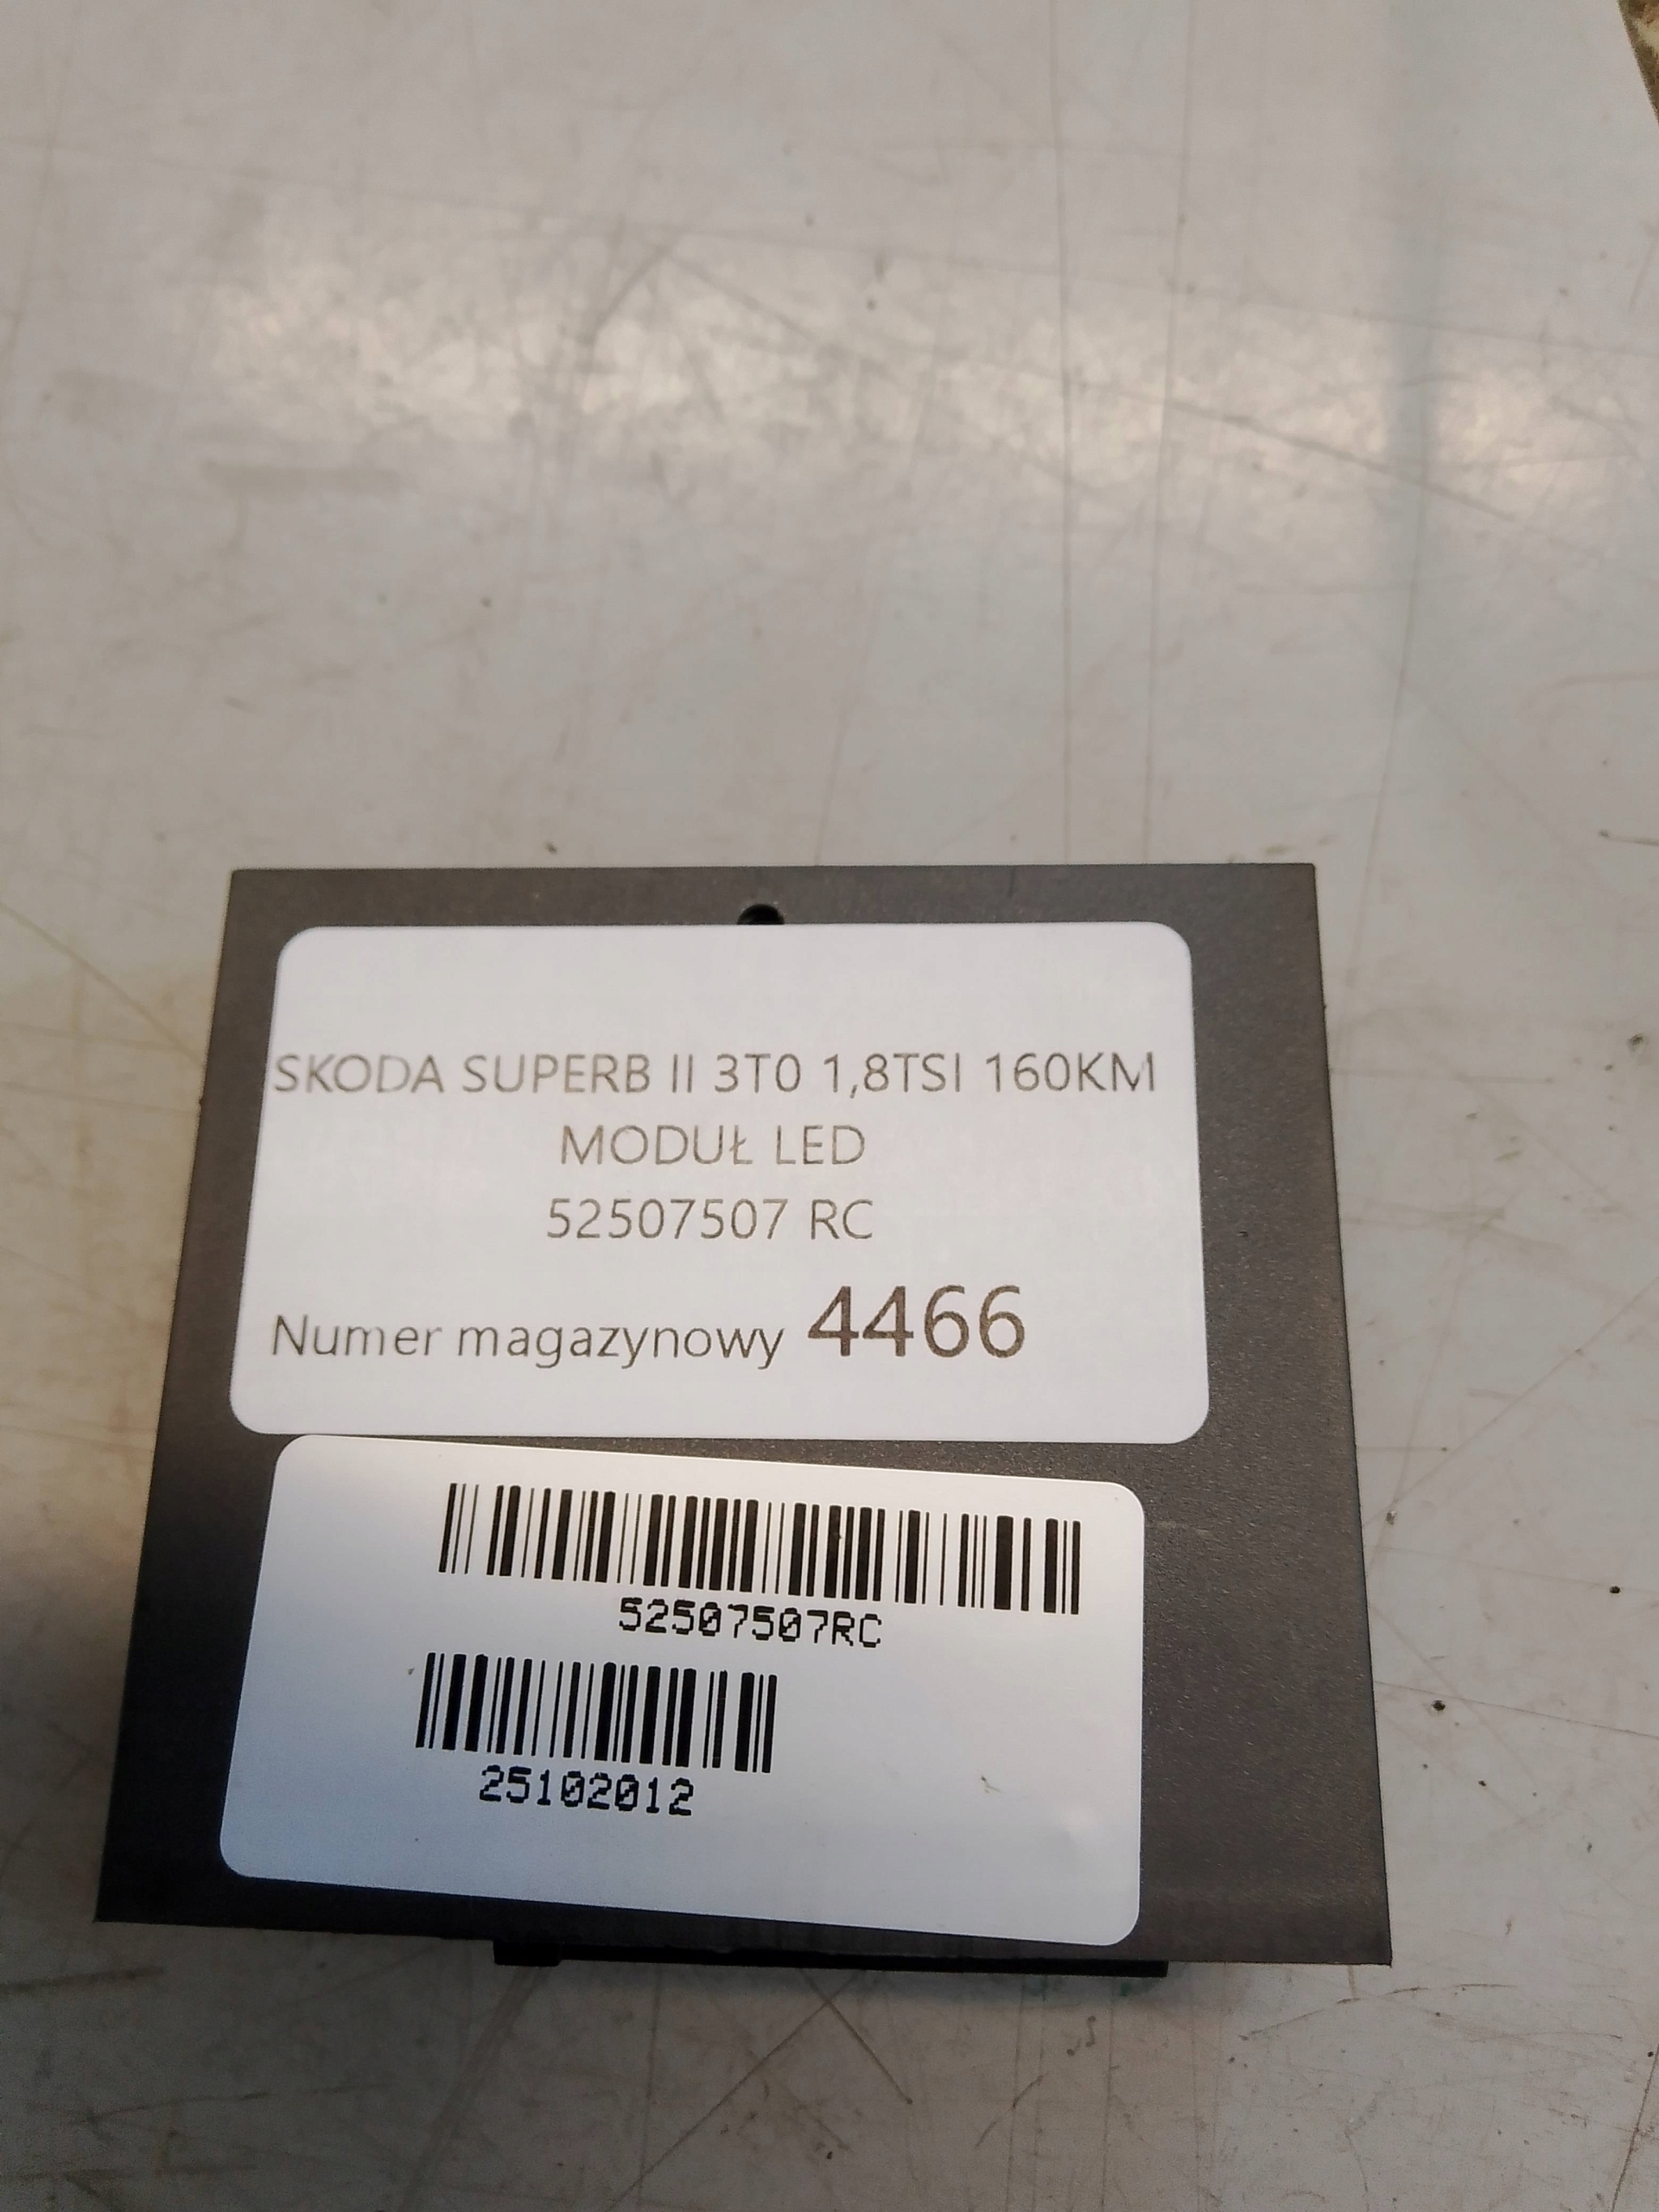 SKODA SUPERB II 3T0 1,8TSI 160KM
MODUŁ LED
52507507 RC
Numer magazynowy 4466
52507507RC
25102012